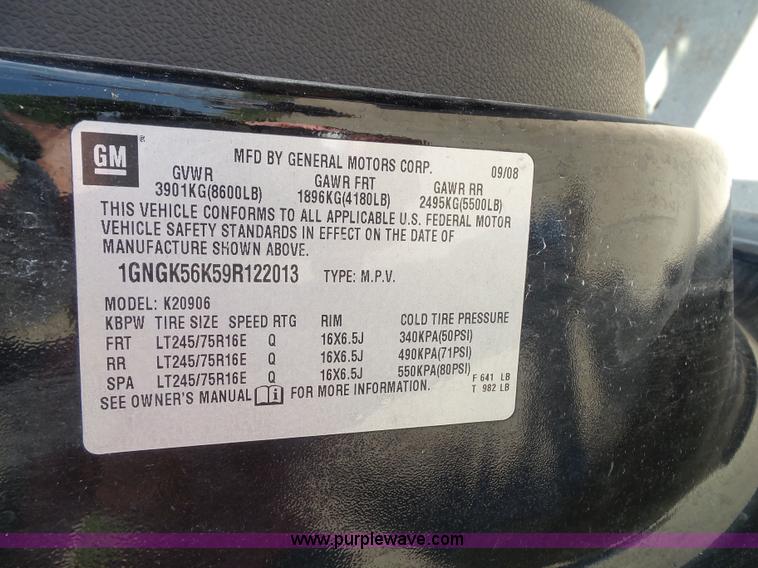 GM
MFD BY GENERAL MOTORS CORP. 09/08
GVWR GAWR FRT GAWR RR
3901KG(8600LB) 1896KG(4180LB) 2495KG(5500LB)
THIS VEHICLE CONFORMS TO ALL APPLICABLE U.S. FEDERAL MOTOR
VEHICLE SAFETY STANDARDS IN EFFECT ON THE DATE OF
MANUFACTURE SHOWN ABOVE.
1GNGK56K59R122013 TYPE: M.P.V.
MODEL: K20906
KBPW TIRE SIZE SPEED RTG RIM COLD TIRE PRESSURE
FRT LT245/75R16E Q 16X6.5J 340KPA(50PSI)
RR LT245/75R16E Q 16X6.5J 490KPA(71PSI)
SPA LT245/75R16E Q 16X6.5J 550KPA(80PSI) F 641 LB
T 982 LB
SEE OWNER'S MANUAL FOR MORE INFORMATION.
www.purplewave.com